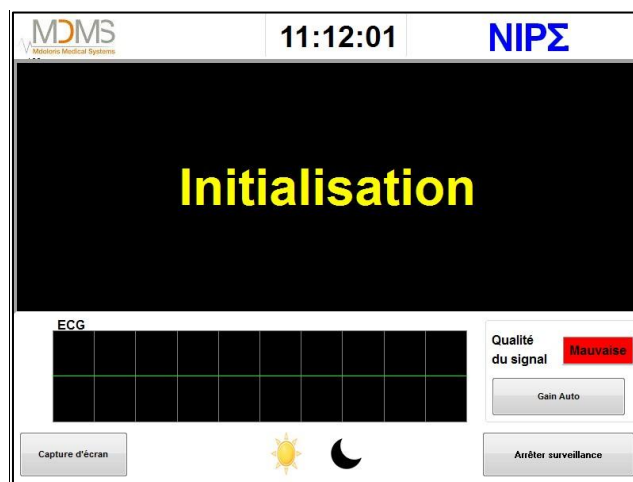 MDMS
Mdoloris Medical Systems
11:12:01
NIPΣ
Initialisation
ECG
Qualité
du signal
Mauvaise
Gain Auto
Capture d'écran
Arrêter surveillance